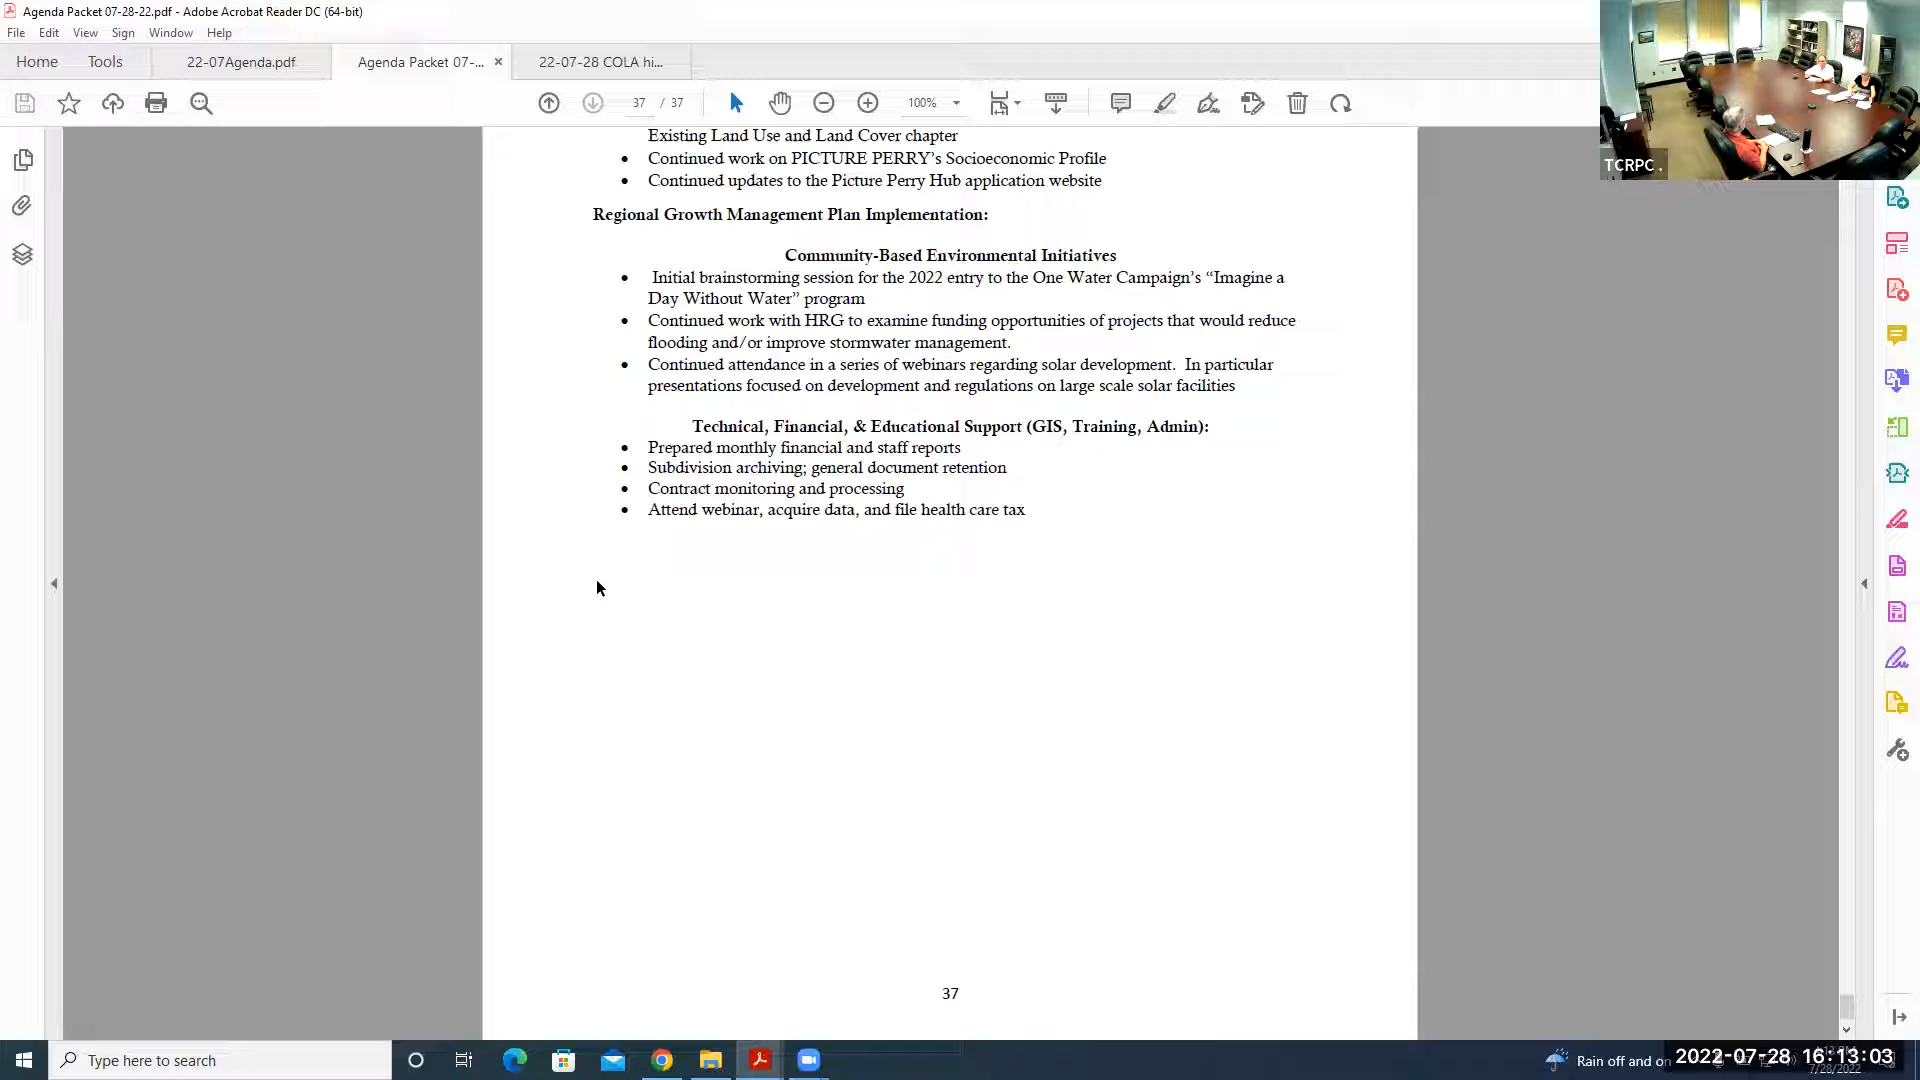 Agenda Packet 07-28-22.pdf - Adobe Acrobat Reader DC (64-bit)
File Edit View Sign Window Help
Home Tools 22-07Agenda.pdf Agenda Packet 07-... × 22-07-28 COLA hi...
37 / 37 100%
TCRPC .
Existing Land Use and Land Cover chapter
• Continued work on PICTURE PERRY’s Socioeconomic Profile
• Continued updates to the Picture Perry Hub application website
Regional Growth Management Plan Implementation:
Community-Based Environmental Initiatives
• Initial brainstorming session for the 2022 entry to the One Water Campaign’s “Imagine a
Day Without Water” program
• Continued work with HRG to examine funding opportunities of projects that would reduce
flooding and/or improve stormwater management.
• Continued attendance in a series of webinars regarding solar development. In particular
presentations focused on development and regulations on large scale solar facilities
Technical, Financial, & Educational Support (GIS, Training, Admin):
• Prepared monthly financial and staff reports
• Subdivision archiving; general document retention
• Contract monitoring and processing
• Attend webinar, acquire data, and file health care tax
37
Type here to search
Rain off and on
2022-07-28 16:13:03
7/28/2022